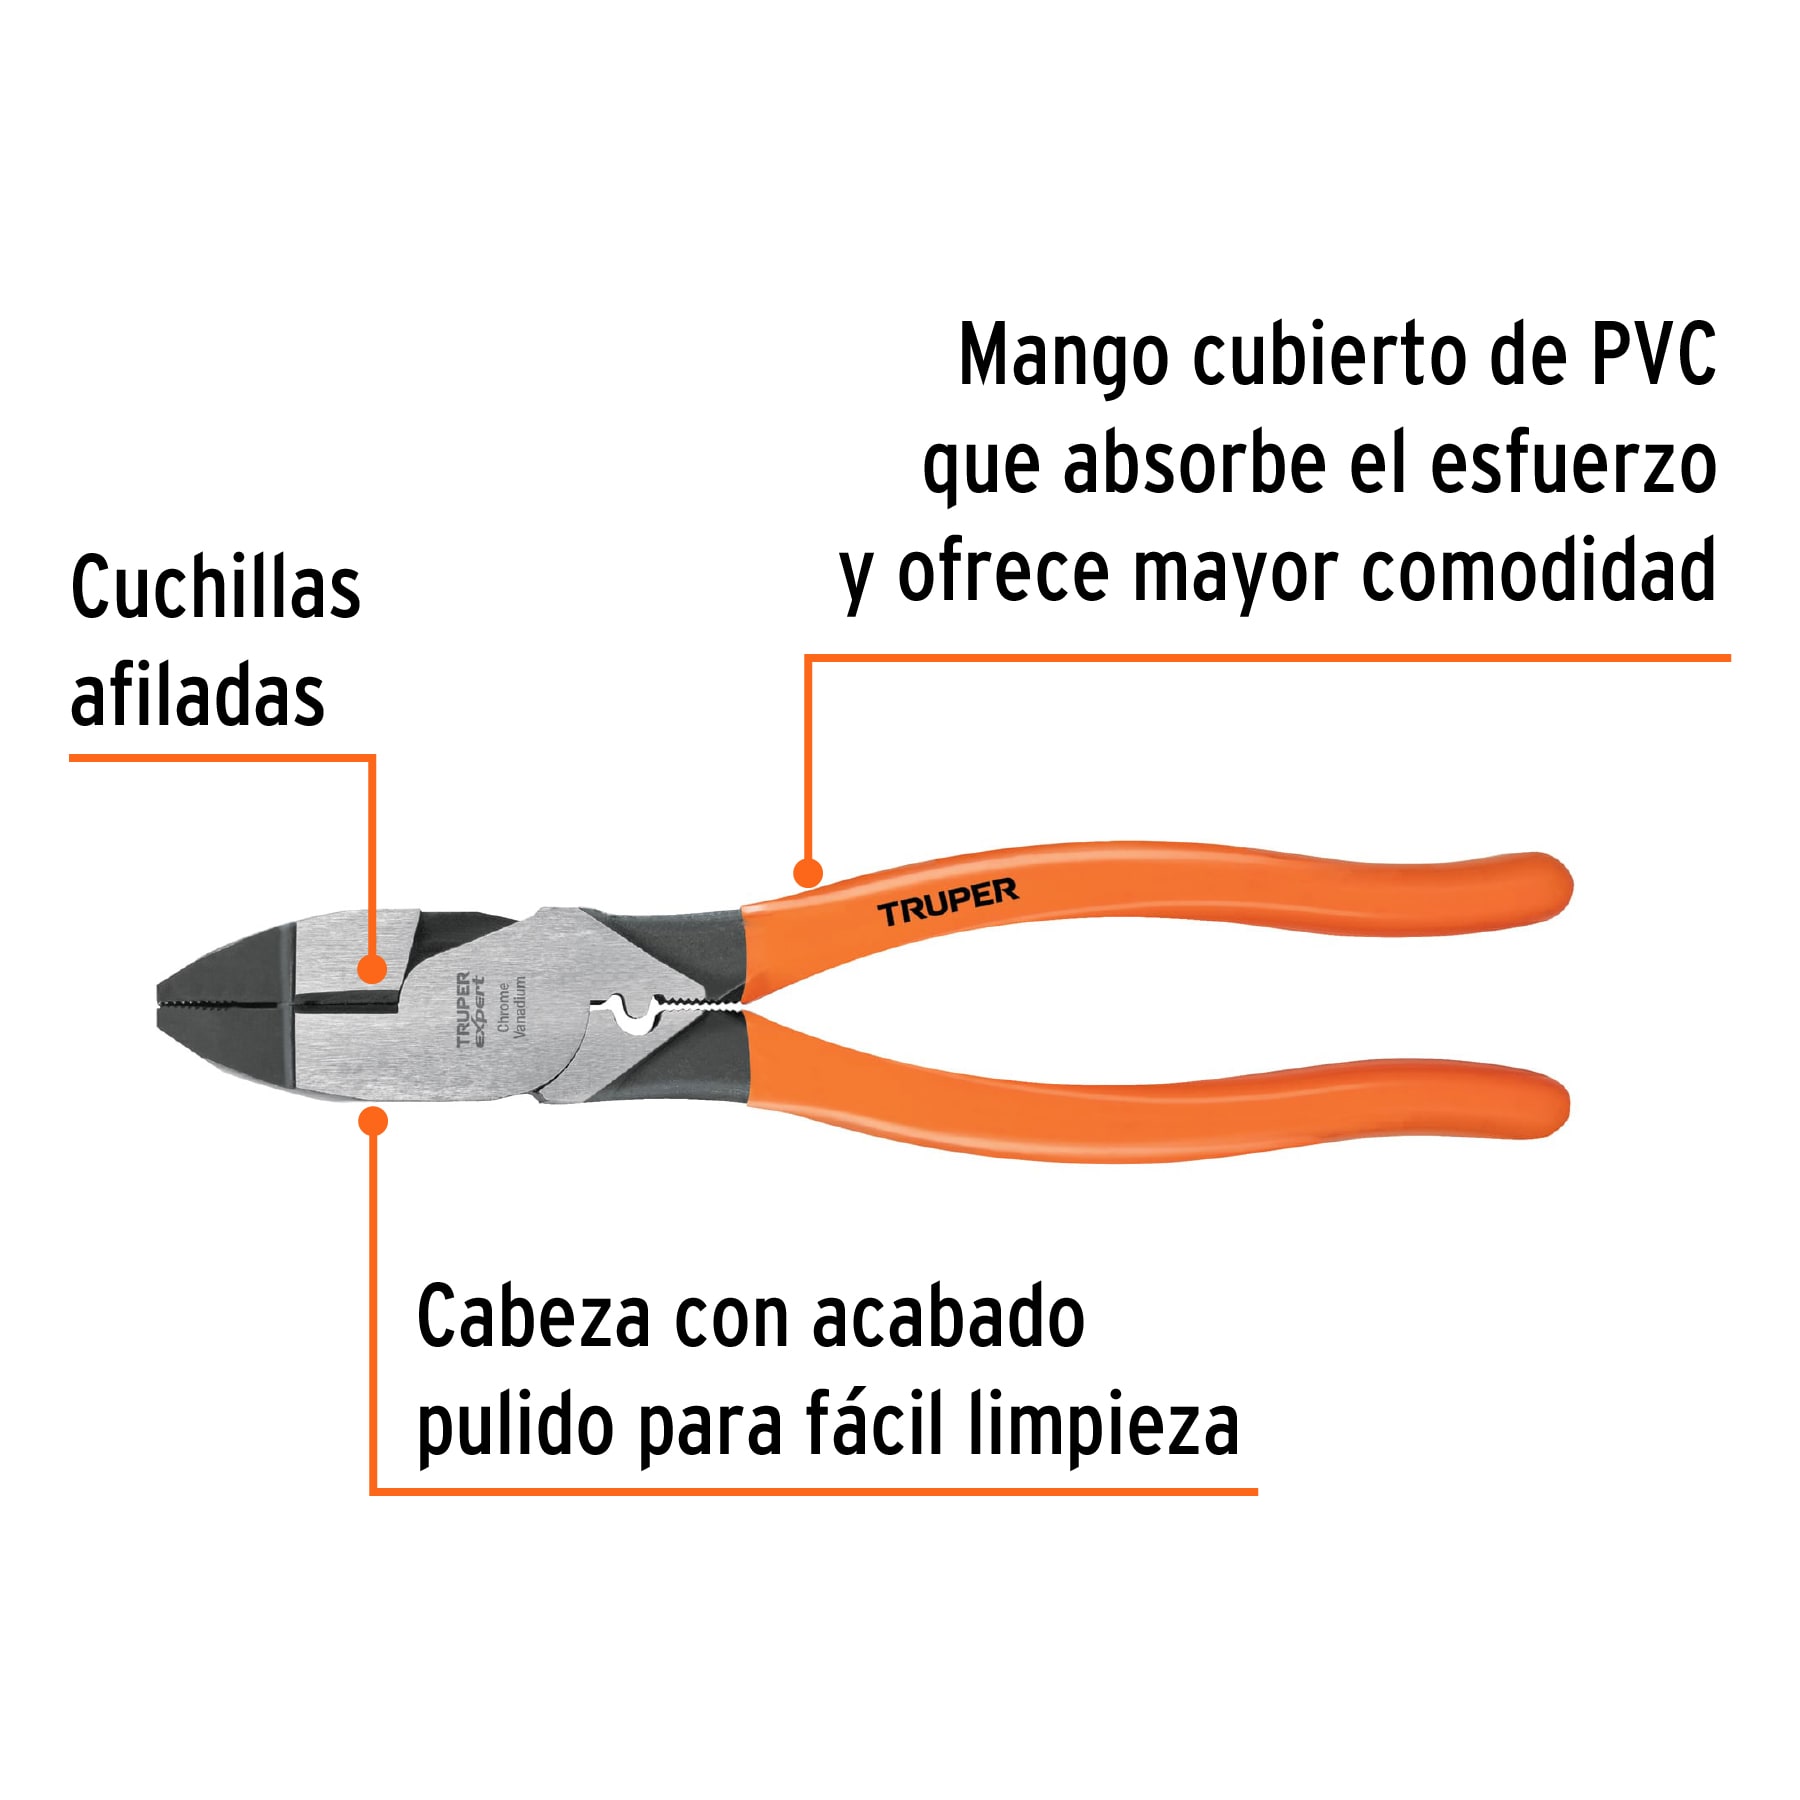 Mango cubierto de PVC
que absorbe el esfuerzo
y ofrece mayor comodidad
Cuchillas
afiladas
TRUPER
TRUPER
expert
Chrome
Vanadium
Cabeza con acabado
pulido para fácil limpieza